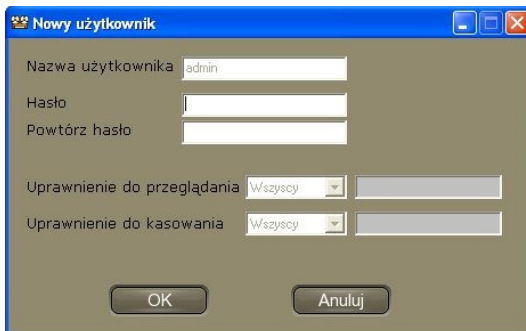 Nowy użytkownik
Nazwa użytkownika admin
Hasło
Powtórz hasło
Uprawnienie do przeglądania Wszyscy
Uprawnienie do kasowania Wszyscy
OK Anuluj